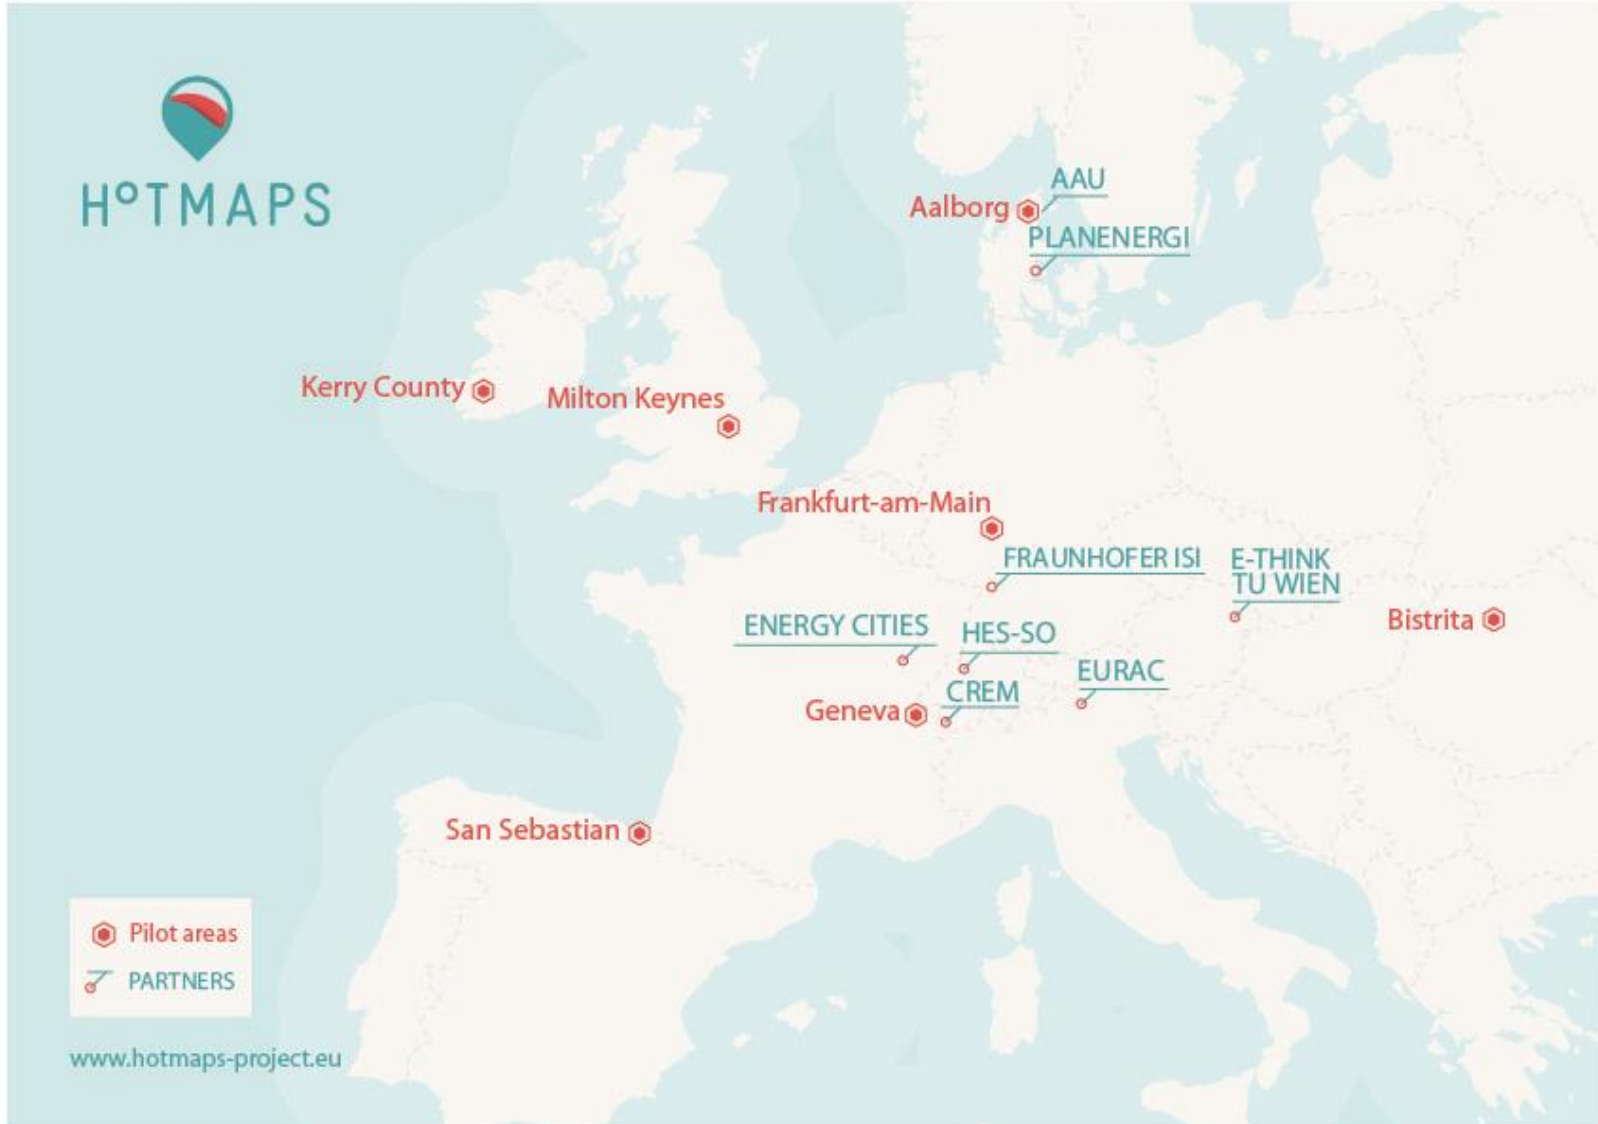 H°TMAPS
AAU
Aalborg
PLANENERGI
Kerry County
Milton Keynes
Frankfurt-am-Main
FRAUNHOFER ISI
E-THINK
TU WIEN
Bistrita
ENERGY CITIES
HES-SO
EURAC
CREM
Geneva
San Sebastian
Pilot areas
PARTNERS
www.hotmaps-project.eu